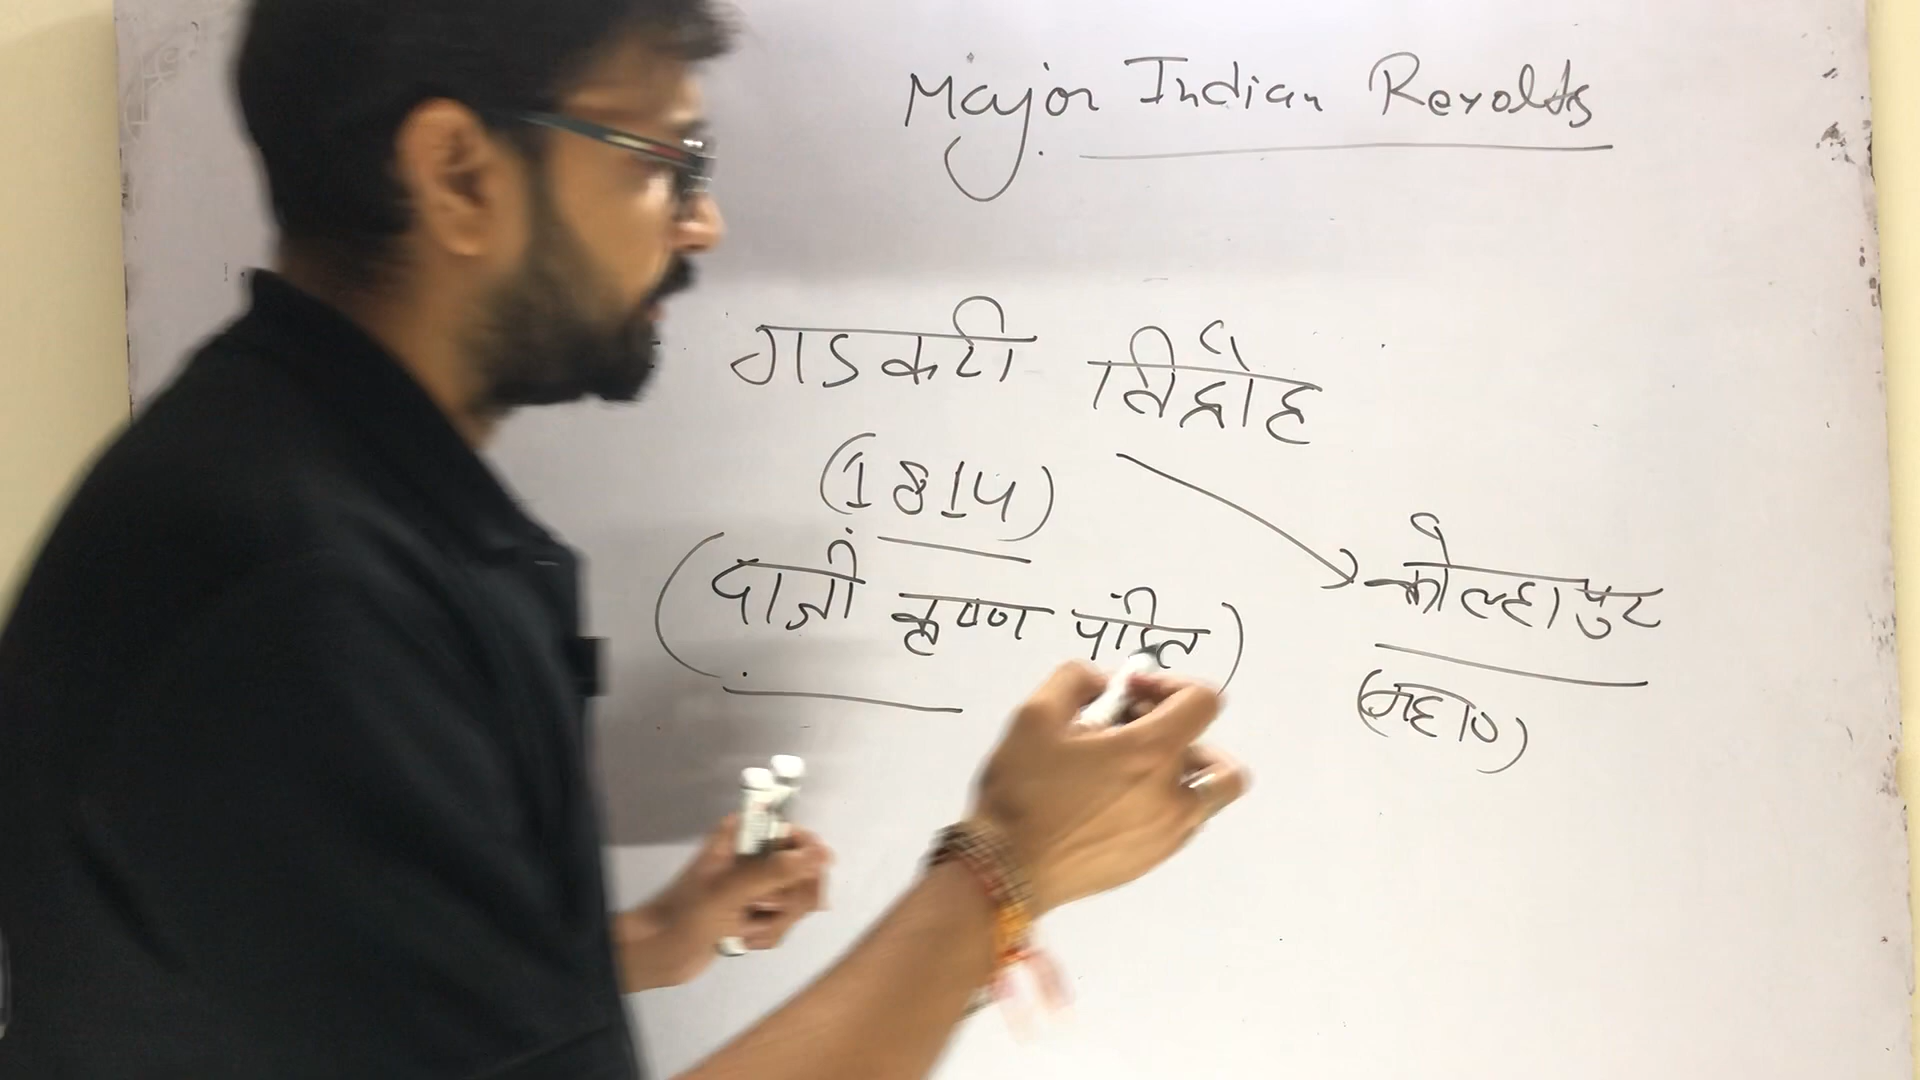 Major Indian Revolts
गडकरी विद्रोह
(1814)
(दाजी कृष्ण पंडित)
कोल्हापुर
(महा०)